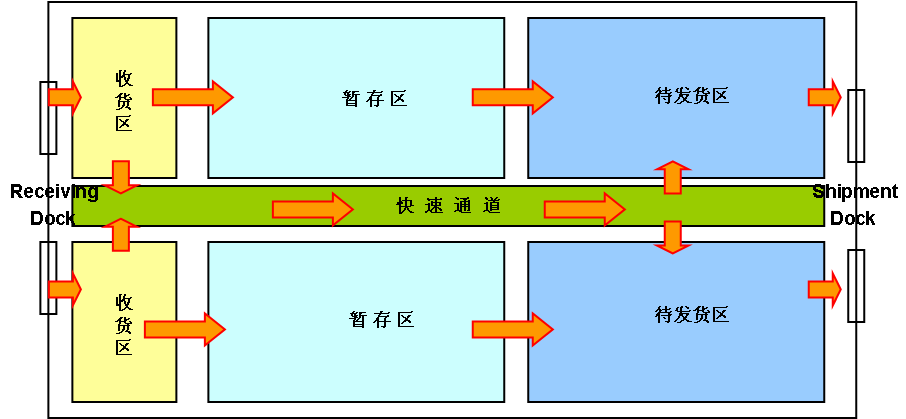 收
货
区
暂 存 区
待发货区
Receiving
Dock
快 速 通 道
Shipment
Dock
收
货
区
暂 存 区
待发货区